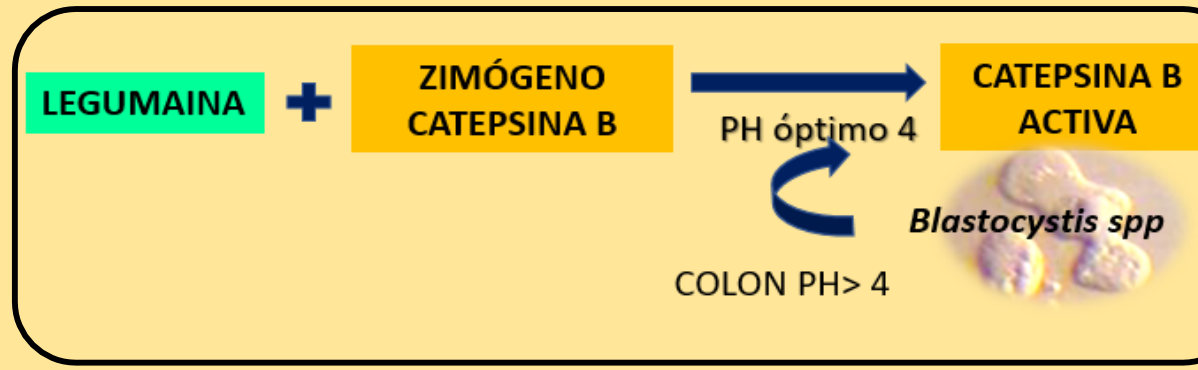 LEGUMAINA
ZIMÓGENO
CATEPSINA B
PH óptimo 4
CATEPSINA B
ACTIVA
Blastocystis spp
COLON PH> 4